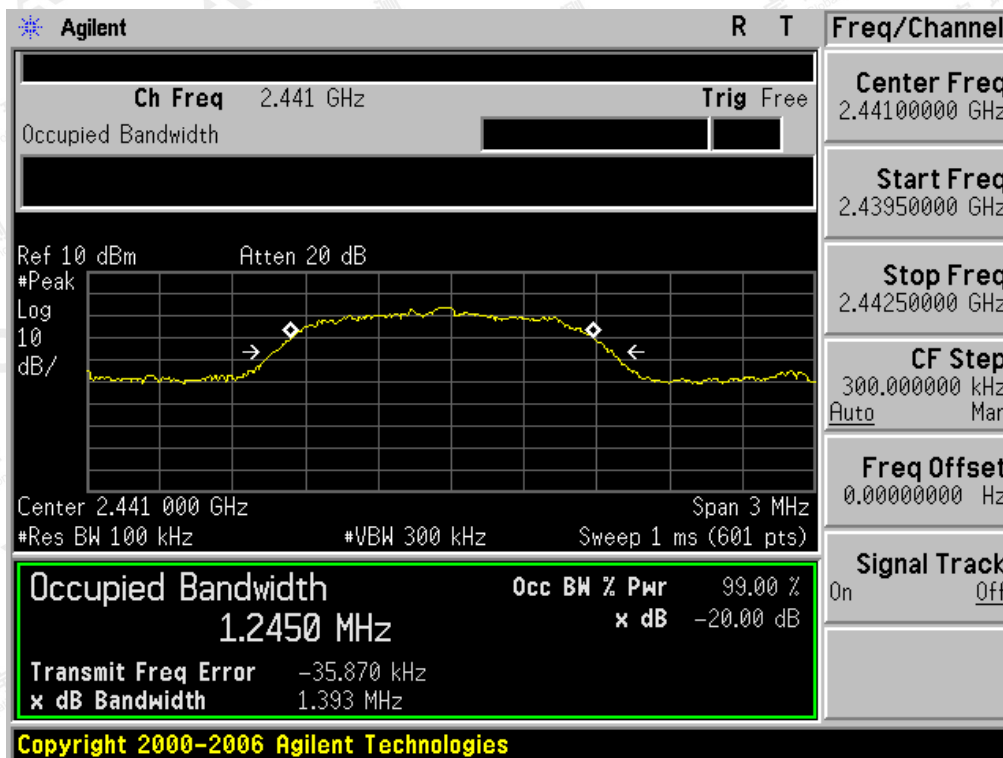 Agilent R T
Ch Freq 2.441 GHz Trig Free
Occupied Bandwidth
Ref 10 dBm Atten 20 dB
#Peak
Log
10
dB/
Center 2.441 000 GHz Span 3 MHz
#Res BW 100 kHz #VBW 300 kHz Sweep 1 ms (601 pts)
Occupied Bandwidth Occ BW % Pwr 99.00 %
1.2450 MHz x dB -20.00 dB
Transmit Freq Error -35.870 kHz
x dB Bandwidth 1.393 MHz
Copyright 2000-2006 Agilent Technologies
Freq/Channel
Center Freq
2.44100000 GHz
Start Freq
2.43950000 GHz
Stop Freq
2.44250000 GHz
CF Step
300.000000 kHz
Auto Man
Freq Offset
0.00000000 Hz
Signal Track
On Off